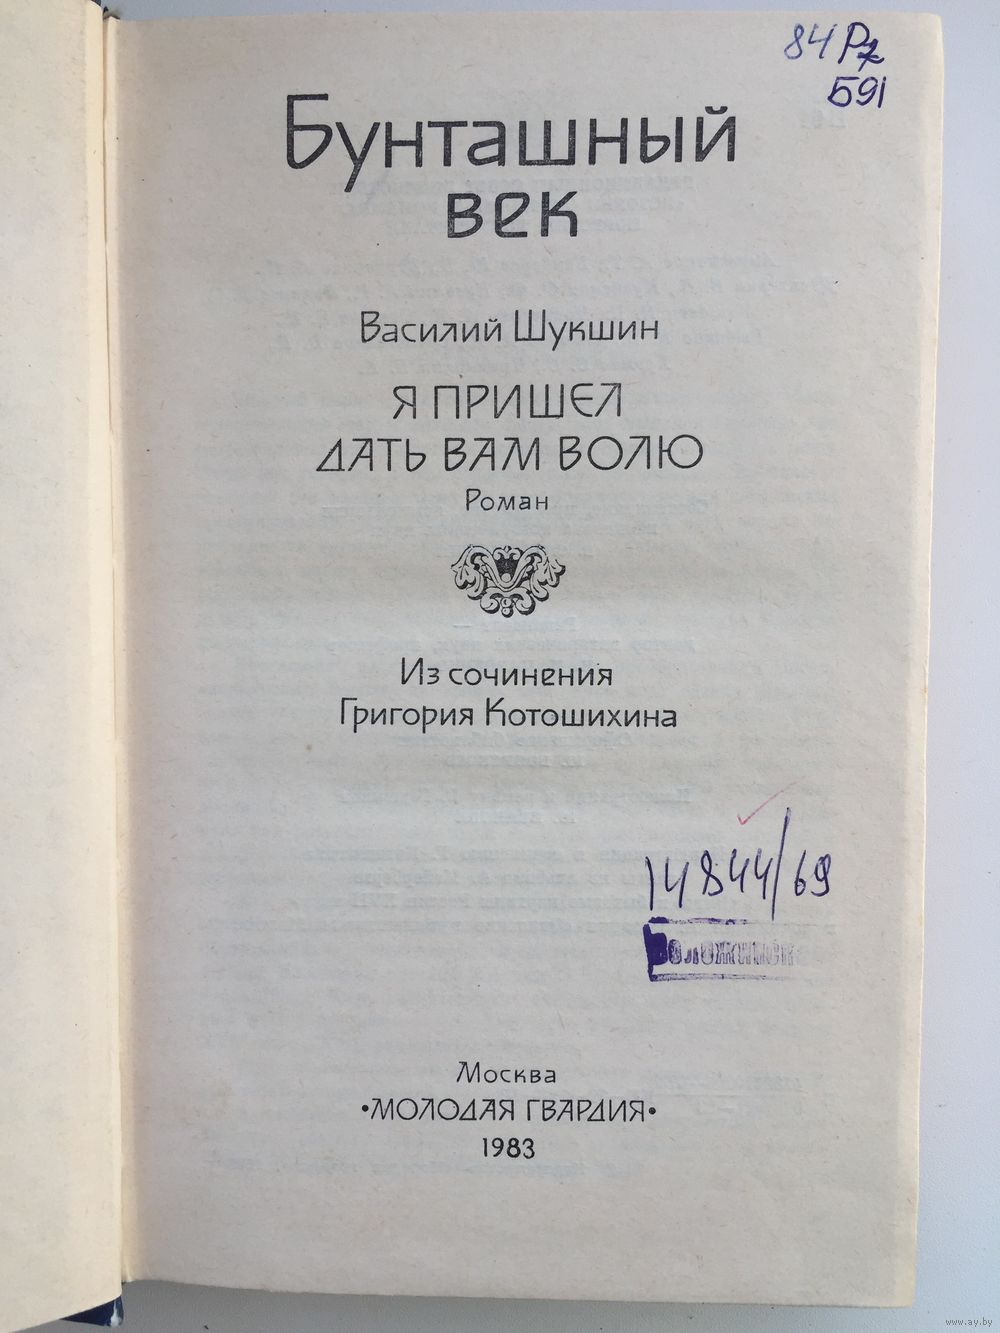 84Р7
Б91
Бунташный
век
Василий Шукшин
Я ПРИШЕЛ
ДАТЬ ВАМ ВОЛЮ
Роман
Из сочинения
Григория Котошихина
14844/69
Москва
•МОЛОДАЯ ГВАРДИЯ•
1983
www.ay.by